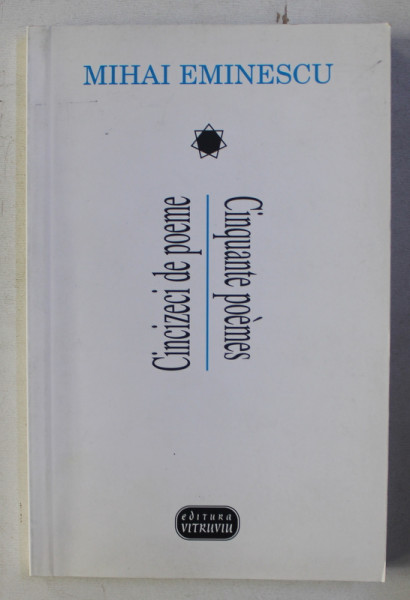 MIHAI EMINESCU
Cincizeci de poeme
Cinquante poèmes
editura
VITRUVIU